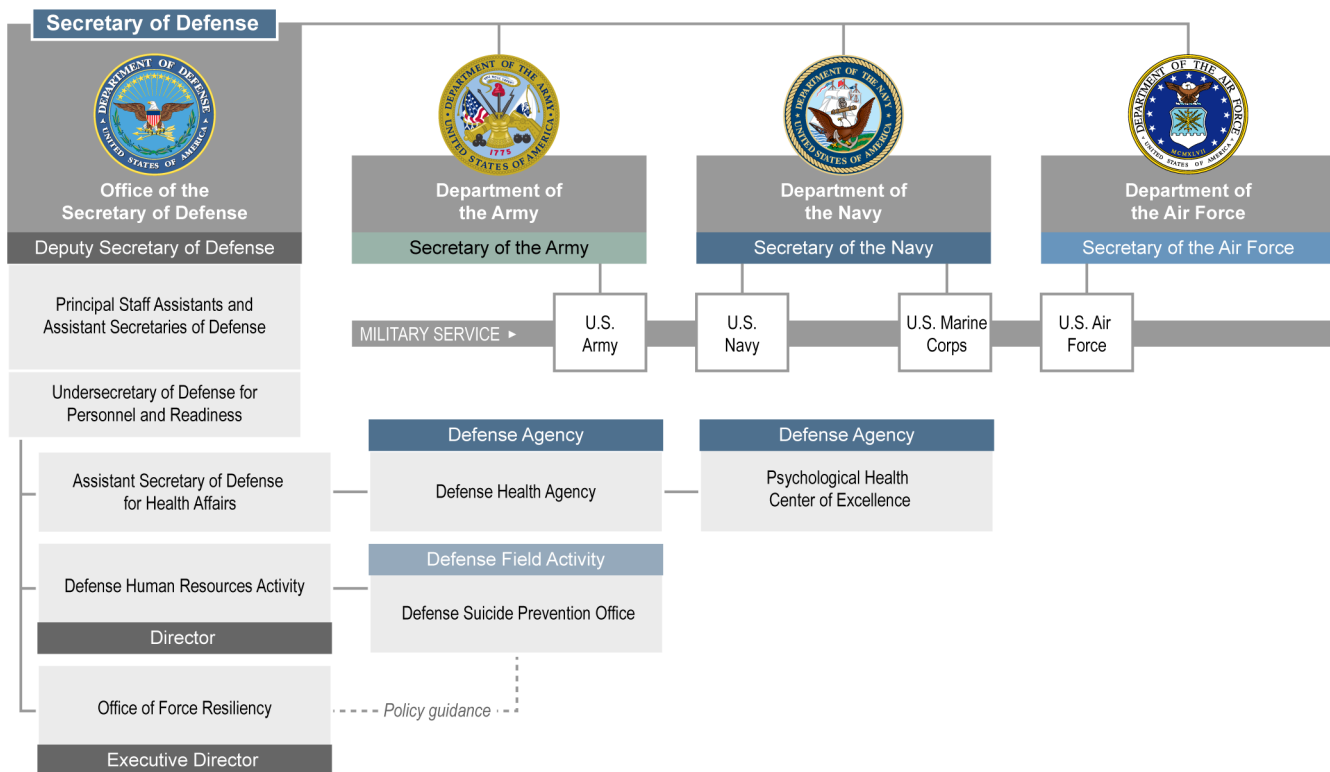 Secretary of Defense
DEPARTMENT OF DEFENSE
UNITED STATES OF AMERICA
Office of the
Secretary of Defense
Deputy Secretary of Defense
Principal Staff Assistants and
Assistant Secretaries of Defense
Undersecretary of Defense for
Personnel and Readiness
DEPARTMENT OF THE ARMY
1775
UNITED STATES OF AMERICA
Department of
the Army
Secretary of the Army
DEPARTMENT OF THE NAVY
UNITED STATES OF AMERICA
Department of
the Navy
Secretary of the Navy
DEPARTMENT OF THE AIR FORCE
MCMXLVII
UNITED STATES OF AMERICA
Department of
the Air Force
Secretary of the Air Force
MILITARY SERVICE ►
U.S.
Army
U.S.
Navy
U.S. Marine
Corps
U.S. Air
Force
Assistant Secretary of Defense
for Health Affairs
Defense Agency
Defense Health Agency
Defense Agency
Psychological Health
Center of Excellence
Defense Human Resources Activity
Director
Defense Field Activity
Defense Suicide Prevention Office
Office of Force Resiliency
Executive Director
Policy guidance